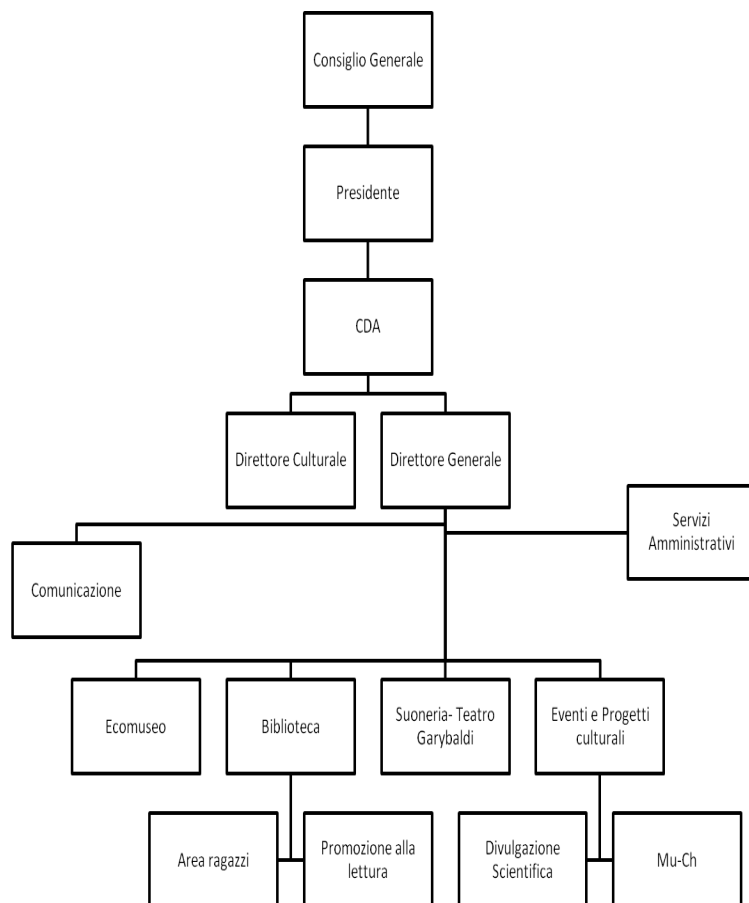 Consiglio Generale
Presidente
CDA
Direttore Culturale
Direttore Generale
Servizi
Amministrativi
Comunicazione
Ecomuseo
Biblioteca
Suoneria- Teatro
Garybaldi
Eventi e Progetti
culturali
Area ragazzi
Promozione alla
lettura
Divulgazione
Scientifica
Mu-Ch